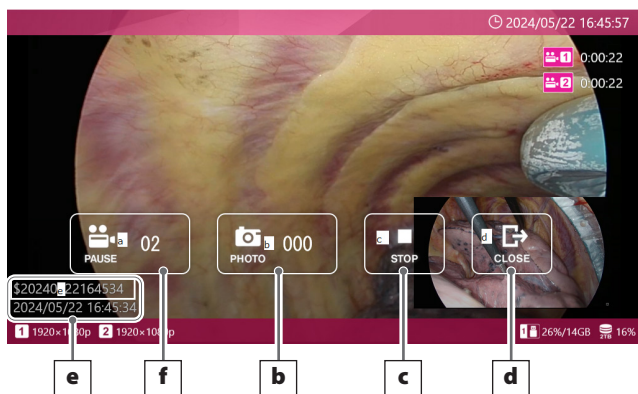 2024/05/22 16:45:57
1 0:00:22
2 0:00:22
a 02
PAUSE
b 000
PHOTO
c
STOP
d
CLOSE
$20240e22164534
2024/05/22 16:45:34
1 1920×1080p 2 1920×1080p
1 26%/14GB 2TB 16%
e f b c d